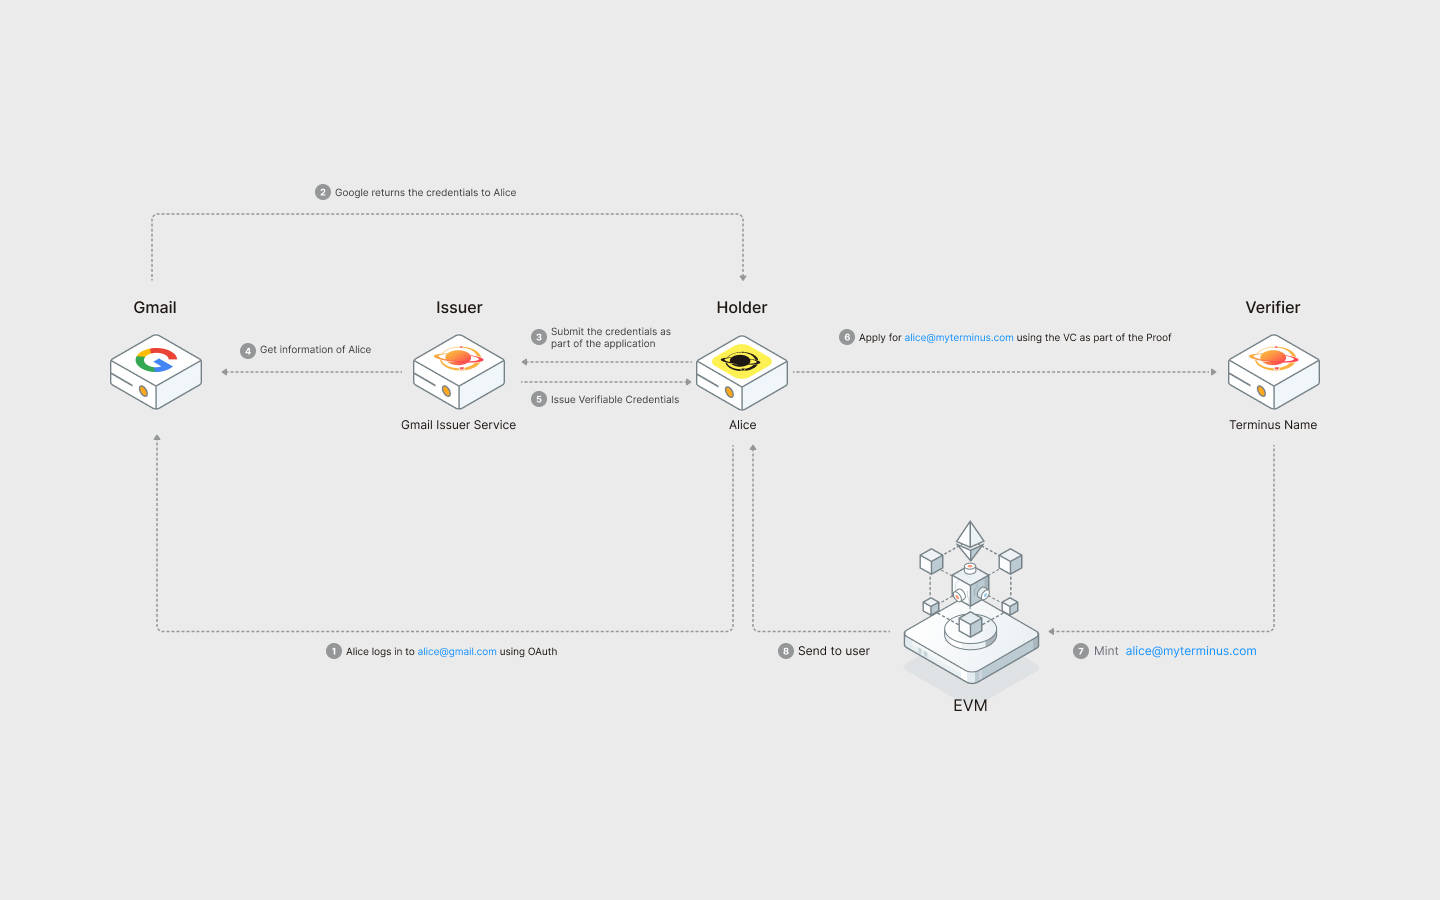 2 Google returns the credentials to Alice
Gmail
Issuer
Holder
Verifier
4 Get information of Alice
3 Submit the credentials as
part of the application
6 Apply for alice@myterminus.com using the VC as part of the Proof
5 Issue Verifiable Credentials
Gmail Issuer Service
Alice
Terminus Name
1 Alice logs in to alice@gmail.com using OAuth
8 Send to user
7 Mint alice@myterminus.com
EVM